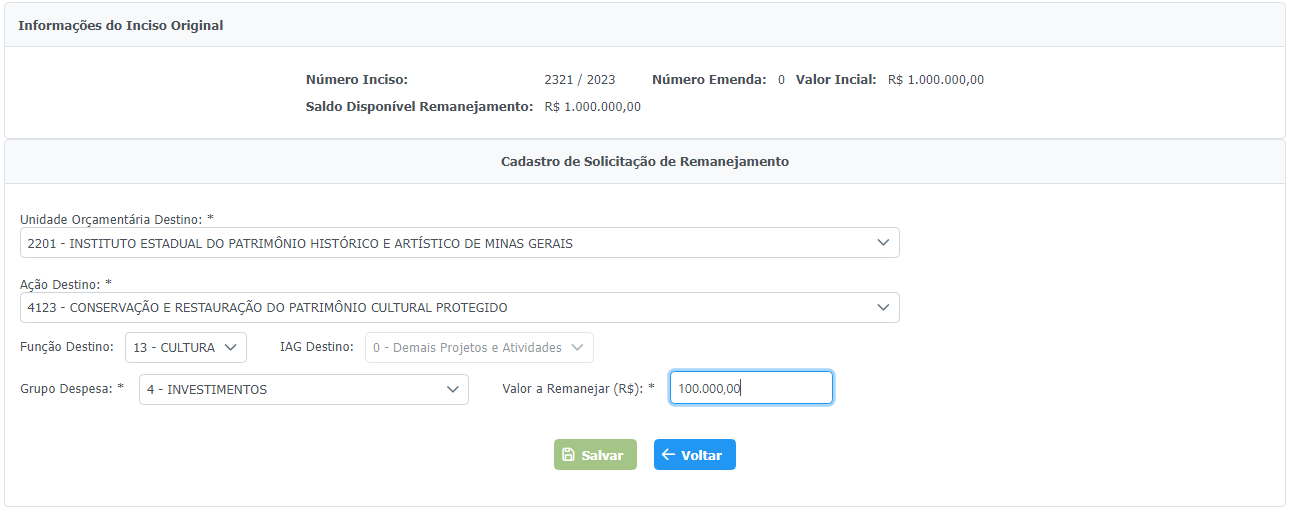 Informações do Inciso Original
Número Inciso: 2321 / 2023 Número Emenda: 0 Valor Incial: R$ 1.000.000,00
Saldo Disponível Remanejamento: R$ 1.000.000,00
Cadastro de Solicitação de Remanejamento
Unidade Orçamentária Destino: *
2201 - INSTITUTO ESTADUAL DO PATRIMÔNIO HISTÓRICO E ARTÍSTICO DE MINAS GERAIS
Ação Destino: *
4123 - CONSERVAÇÃO E RESTAURAÇÃO DO PATRIMÔNIO CULTURAL PROTEGIDO
Função Destino: 13 - CULTURA IAG Destino: 0 - Demais Projetos e Atividades
Grupo Despesa: * 4 - INVESTIMENTOS Valor a Remanejar (R$): * 100.000,00
Salvar Voltar